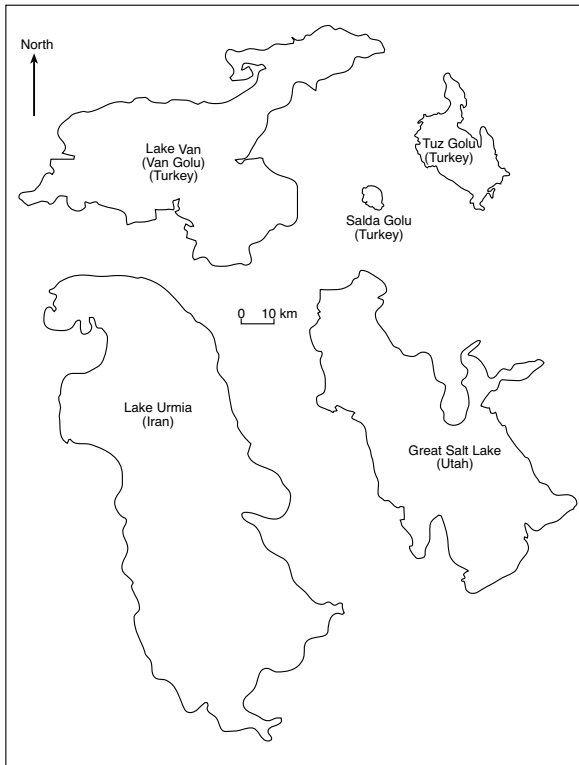 North
Lake Van
(Van Golu)
(Turkey)
Tuz Golu
(Turkey)
Salda Golu
(Turkey)
0 10 km
Lake Urmia
(Iran)
Great Salt Lake
(Utah)